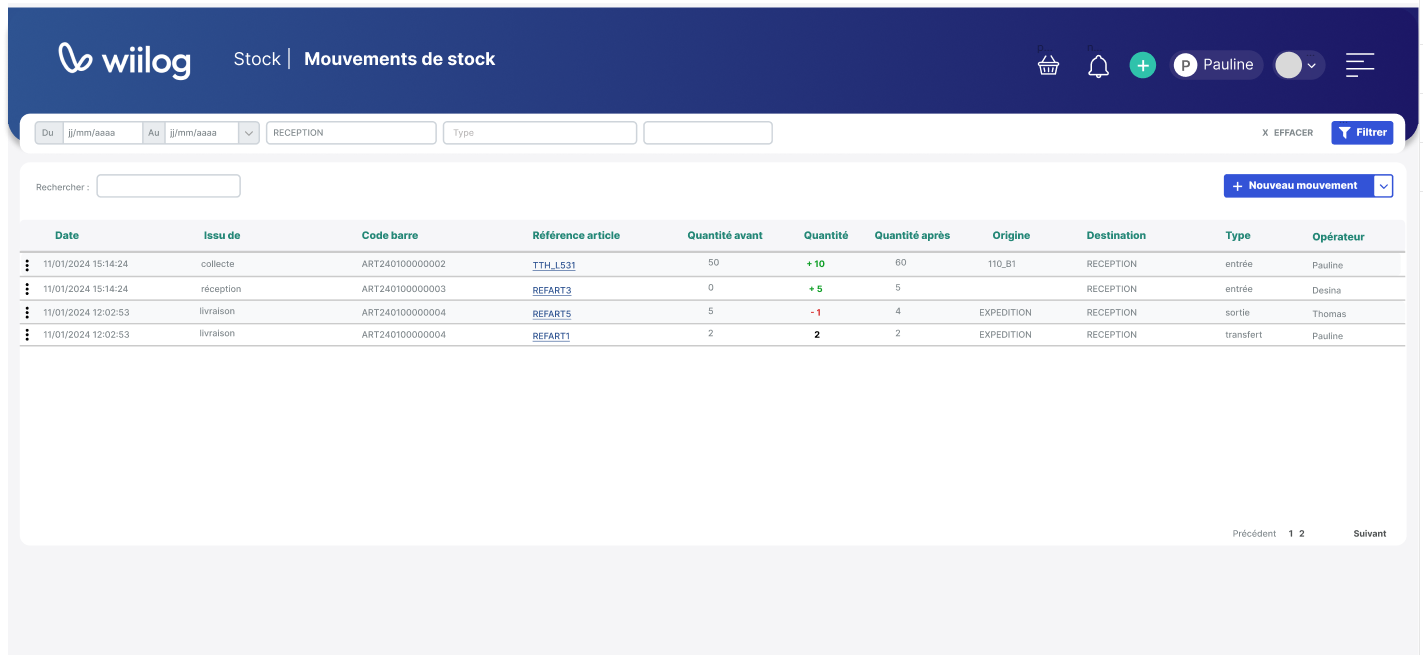 wiilog
Stock | Mouvements de stock
P Pauline
Du jj/mm/aaaa Au jj/mm/aaaa RECEPTION Type X EFFACER Filtrer
Rechercher : + Nouveau mouvement
Date Issu de Code barre Référence article Quantité avant Quantité Quantité après Origine Destination Type Opérateur
11/01/2024 15:14:24 collecte ART240100000002 TTH_L531 50 + 10 60 110_B1 RECEPTION entrée Pauline
11/01/2024 15:14:24 réception ART240100000003 REFART3 0 + 5 5 RECEPTION entrée Desina
11/01/2024 12:02:53 livraison ART240100000004 REFART5 5 - 1 4 EXPEDITION RECEPTION sortie Thomas
11/01/2024 12:02:53 livraison ART240100000004 REFART1 2 2 2 EXPEDITION RECEPTION transfert Pauline
Précédent 1 2 Suivant